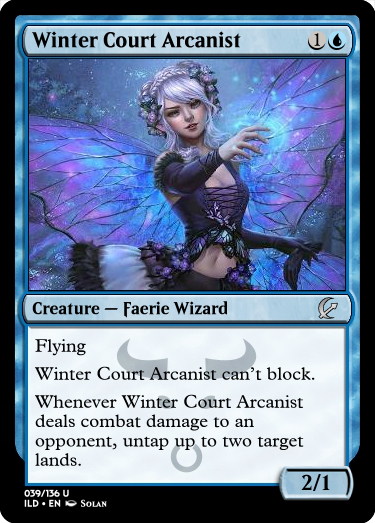 Winter Court Arcanist 1
Creature — Faerie Wizard
Flying
Winter Court Arcanist can't block.
Whenever Winter Court Arcanist
deals combat damage to an
opponent, untap up to two target
lands.
2/1
039/136 U
ILD • EN SOLAN